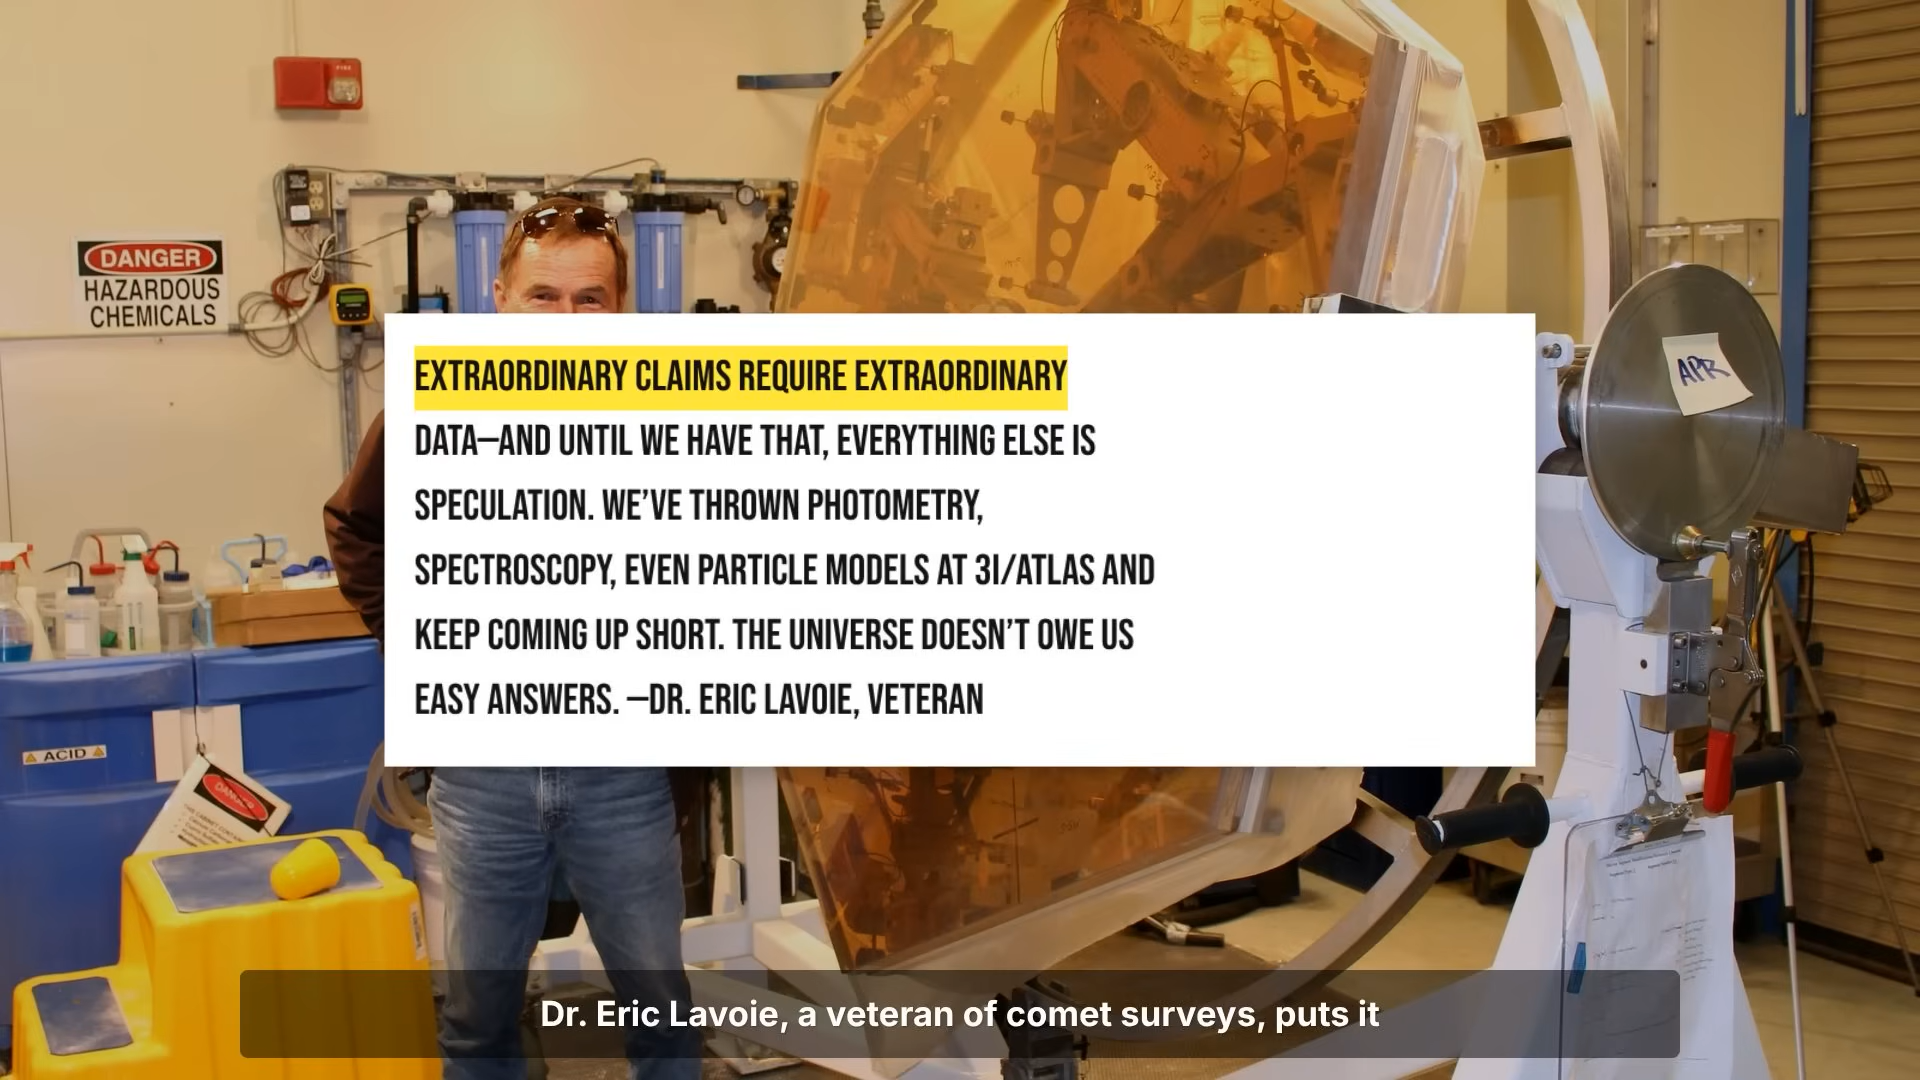 FIRE
DANGER
HAZARDOUS
CHEMICALS
EXTRAORDINARY CLAIMS REQUIRE EXTRAORDINARY
DATA—AND UNTIL WE HAVE THAT, EVERYTHING ELSE IS
SPECULATION. WE’VE THROWN PHOTOMETRY,
SPECTROSCOPY, EVEN PARTICLE MODELS AT 3I/ATLAS AND
KEEP COMING UP SHORT. THE UNIVERSE DOESN’T OWE US
EASY ANSWERS. —DR. ERIC LAVOIE, VETERAN
APR
ACID
DANGER
Dr. Eric Lavoie, a veteran of comet surveys, puts it